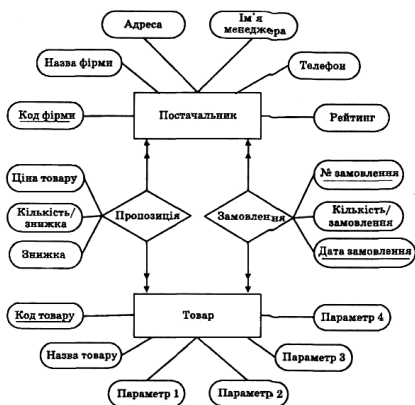 Адреса
Ім'я
менеджера
Назва фірми
Телефон
Код фірми
Постачальник
Рейтинг
Ціна товару
№ замовлення
Кількість/
знижка
Пропозиція
Замовлення
Кількість/
замовлення
Знижка
Дата замовлення
Код товару
Товар
Параметр 4
Назва товару
Параметр 3
Параметр 1
Параметр 2